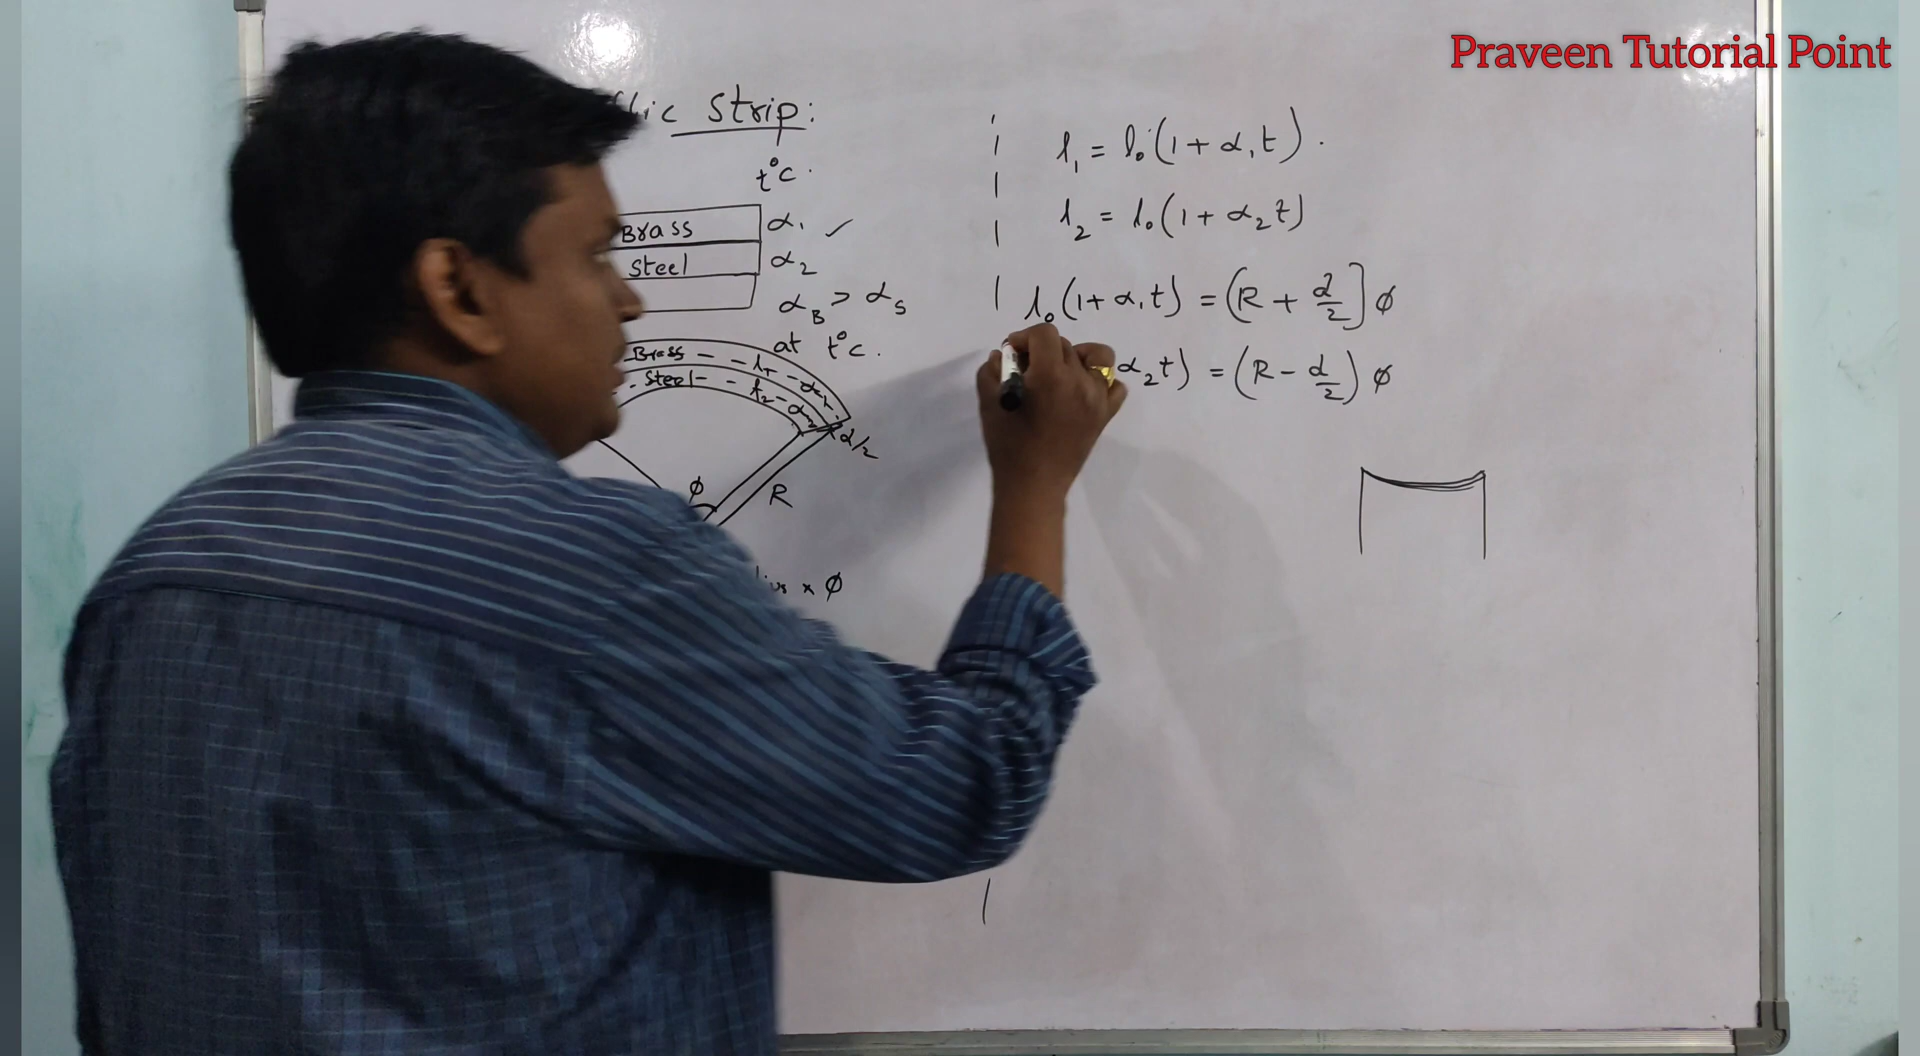 Praveen Tutorial Point
Strip:
t°c.
Brass α₁ ✓
Steel α₂
α_B > α_S
at t°c.
Brass
Steel
d/2
ϕ
R
× ϕ
l₁ = l₀(1 + α₁t).
l₂ = l₀(1 + α₂t)
l₀(1 + α₁t) = (R + d/2]ϕ
α₂t) = (R - d/2)ϕ